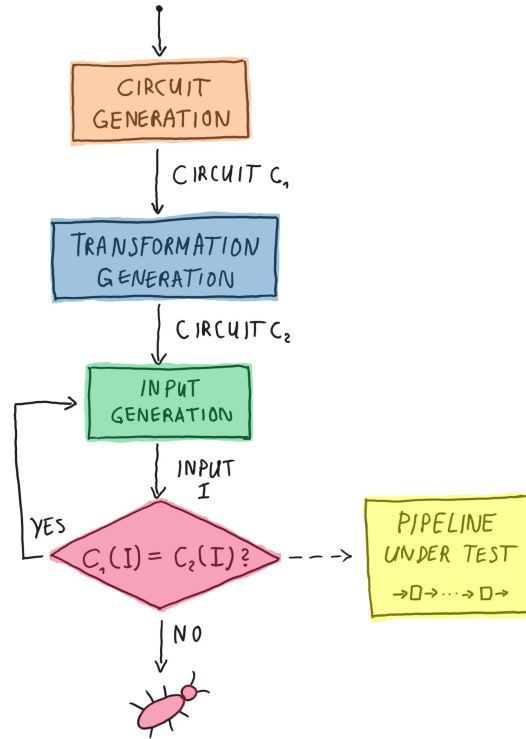 CIRCUIT
GENERATION
CIRCUIT C₁
TRANSFORMATION
GENERATION
CIRCUIT C₂
INPUT
GENERATION
INPUT
I
YES
C₁(I) = C₂(I)?
PIPELINE
UNDER TEST
→□→···→□→
NO